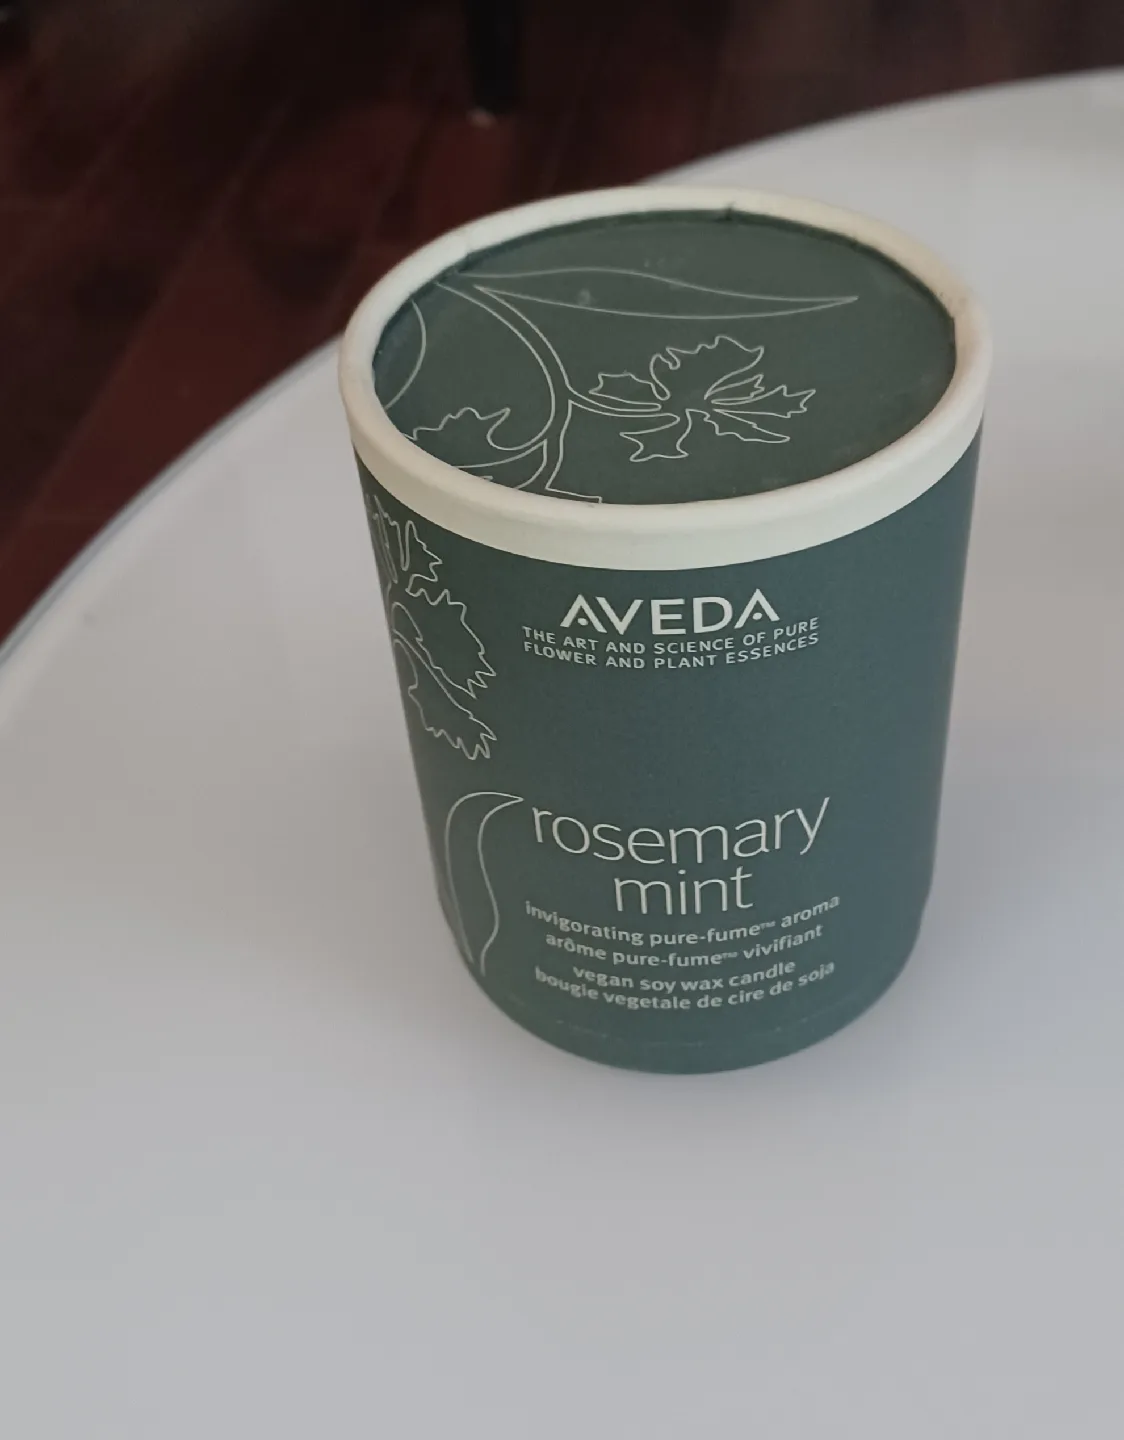 AVEDA
THE ART AND SCIENCE OF PURE
FLOWER AND PLANT ESSENCES
rosemary
mint
invigorating pure-fume™ aroma
arôme pure-fume™ vivifiant
vegan soy wax candle
bougie vegetale de cire de soja